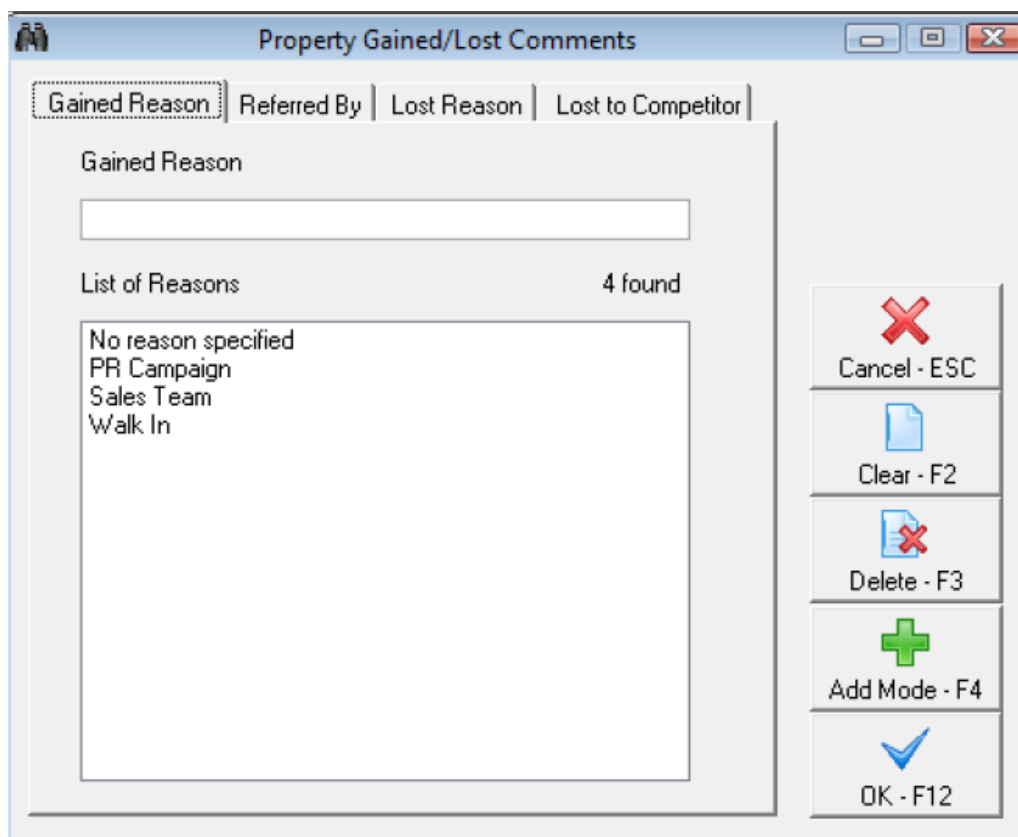 Property Gained/Lost Comments
Gained Reason Referred By Lost Reason Lost to Competitor
Gained Reason
List of Reasons 4 found
No reason specified
PR Campaign
Sales Team
Walk In
Cancel - ESC
Clear - F2
Delete - F3
Add Mode - F4
OK - F12